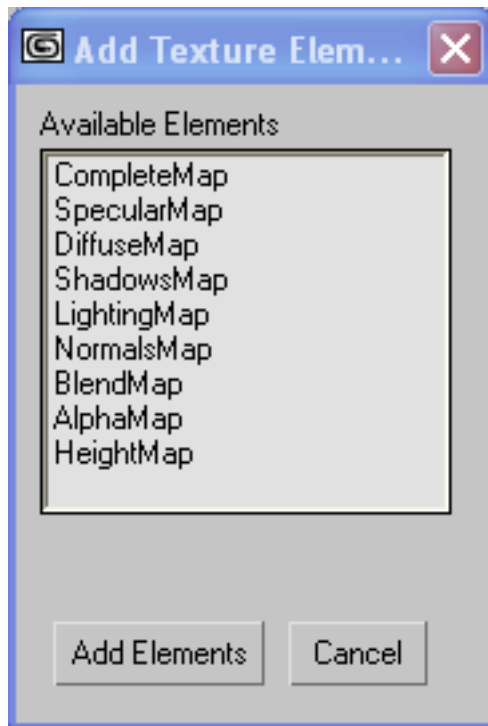 Add Texture Elem...
Available Elements
CompleteMap
SpecularMap
DiffuseMap
ShadowsMap
LightingMap
NormalsMap
BlendMap
AlphaMap
HeightMap
Add Elements
Cancel